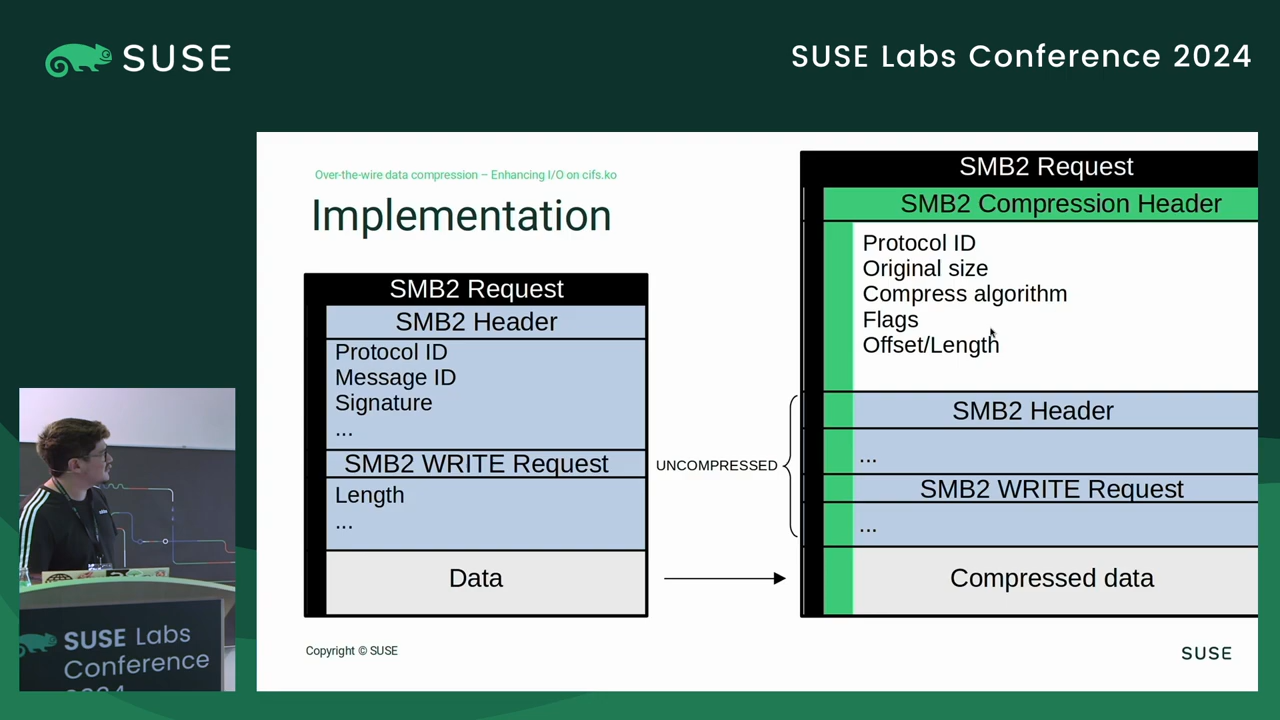 SUSE
SUSE Labs Conference 2024
Over-the-wire data compression – Enhancing I/O on cifs.ko
Implementation
SMB2 Request
SMB2 Header
Protocol ID
Message ID
Signature
...
SMB2 WRITE Request
Length
...
Data
UNCOMPRESSED
SMB2 Request
SMB2 Compression Header
Protocol ID
Original size
Compress algorithm
Flags
Offset/Length
SMB2 Header
...
SMB2 WRITE Request
...
Compressed data
Copyright © SUSE
SUSE
SUSE Labs
Conference
2024